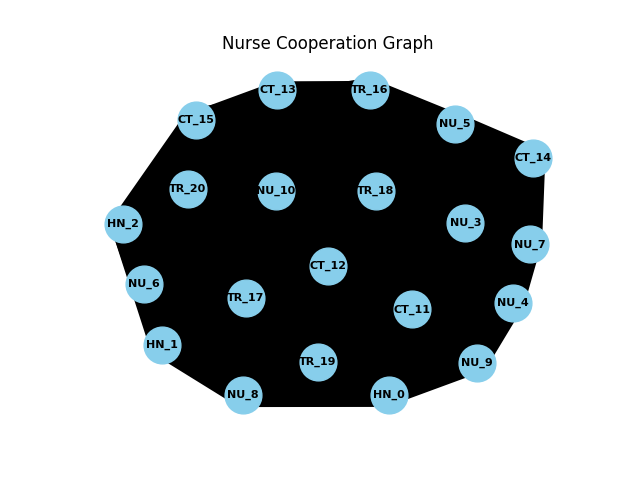 Nurse Cooperation Graph
CT_13
TR_16
CT_15
NU_5
CT_14
TR_20
NU_10
TR_18
HN_2
NU_3
NU_7
CT_12
NU_6
TR_17
NU_4
CT_11
HN_1
TR_19
NU_9
NU_8
HN_0